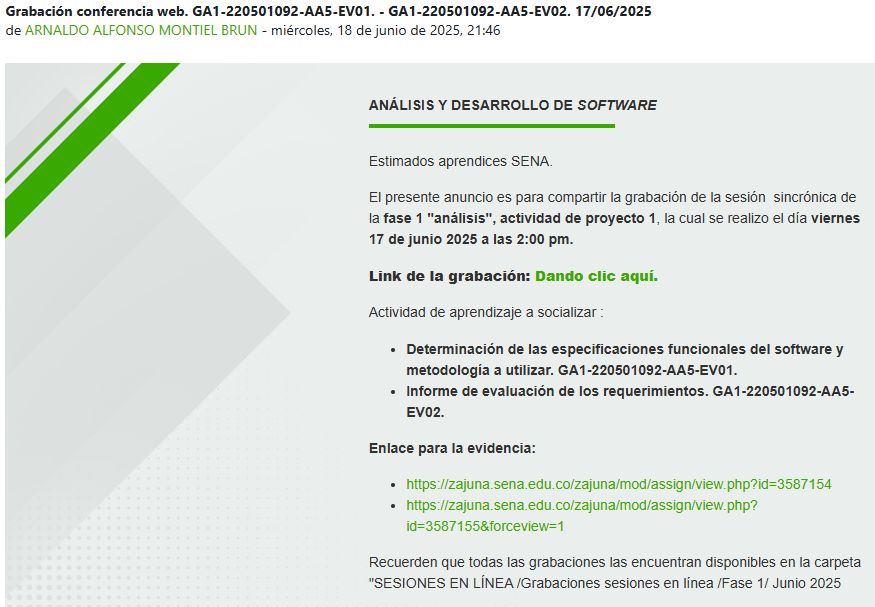 Grabación conferencia web. GA1-220501092-AA5-EV01. - GA1-220501092-AA5-EV02. 17/06/2025
de ARNALDO ALFONSO MONTIEL BRUN - miércoles, 18 de junio de 2025, 21:46
ANÁLISIS Y DESARROLLO DE SOFTWARE
Estimados aprendices SENA.
El presente anuncio es para compartir la grabación de la sesión sincrónica de
la fase 1 "análisis", actividad de proyecto 1, la cual se realizo el día viernes
17 de junio 2025 a las 2:00 pm.
Link de la grabación: Dando clic aquí.
Actividad de aprendizaje a socializar :
• Determinación de las especificaciones funcionales del software y
metodología a utilizar. GA1-220501092-AA5-EV01.
• Informe de evaluación de los requerimientos. GA1-220501092-AA5-
EV02.
Enlace para la evidencia:
• https://zajuna.sena.edu.co/zajuna/mod/assign/view.php?id=3587154
• https://zajuna.sena.edu.co/zajuna/mod/assign/view.php?
id=3587155&forceview=1
Recuerden que todas las grabaciones las encuentran disponibles en la carpeta
"SESIONES EN LÍNEA /Grabaciones sesiones en línea /Fase 1/ Junio 2025